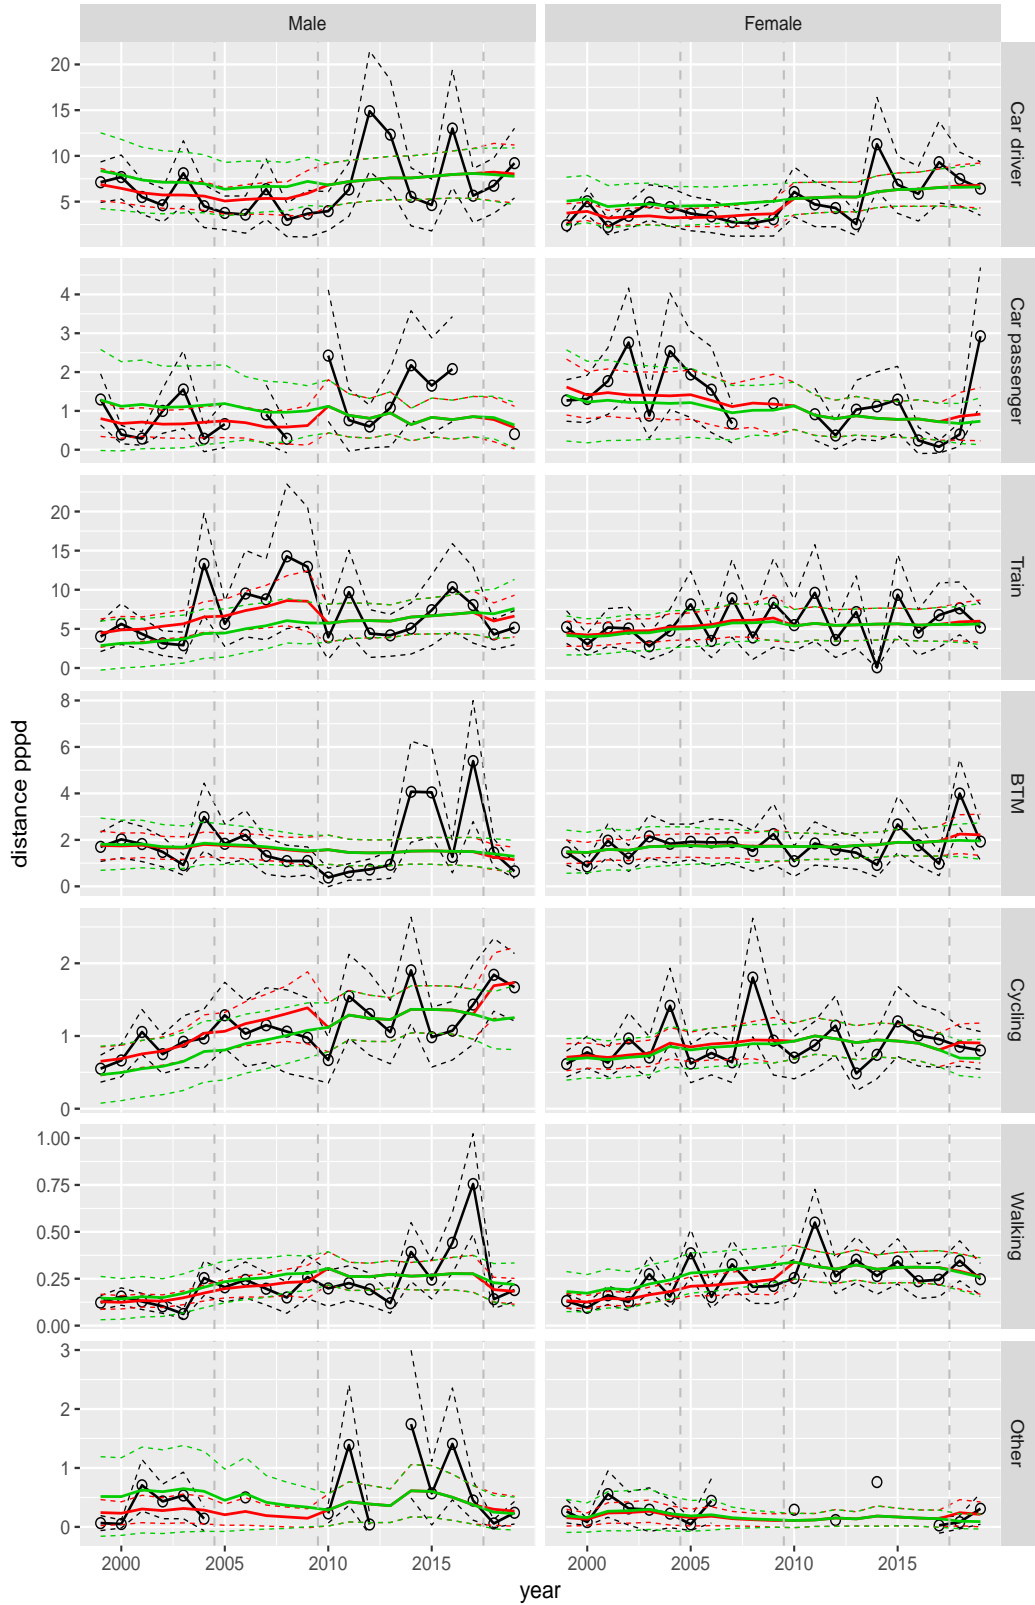 Male Female
20
15
10
5
Car driver
4
3
2
1
0
Car passenger
20
15
10
5
0
Train
distance pppd
8
6
4
2
0
BTM
2
1
0
Cycling
1.00
0.75
0.50
0.25
0.00
Walking
3
2
1
0
Other
2000 2005 2010 2015 2000 2005 2010 2015
year